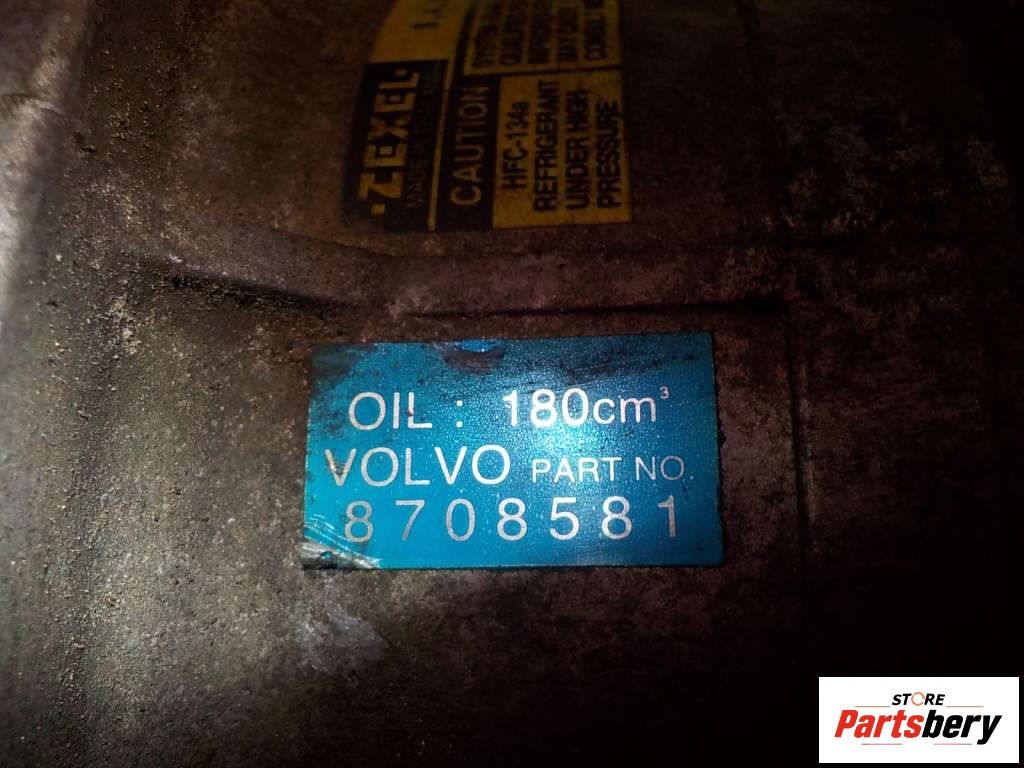 ·ZEXEL·
CAUTION
HFC-134a
REFRIGERANT
UNDER HIGH
PRESSURE
OIL : 180cm³
VOLVO PART NO.
8708581
STORE
Partsbery